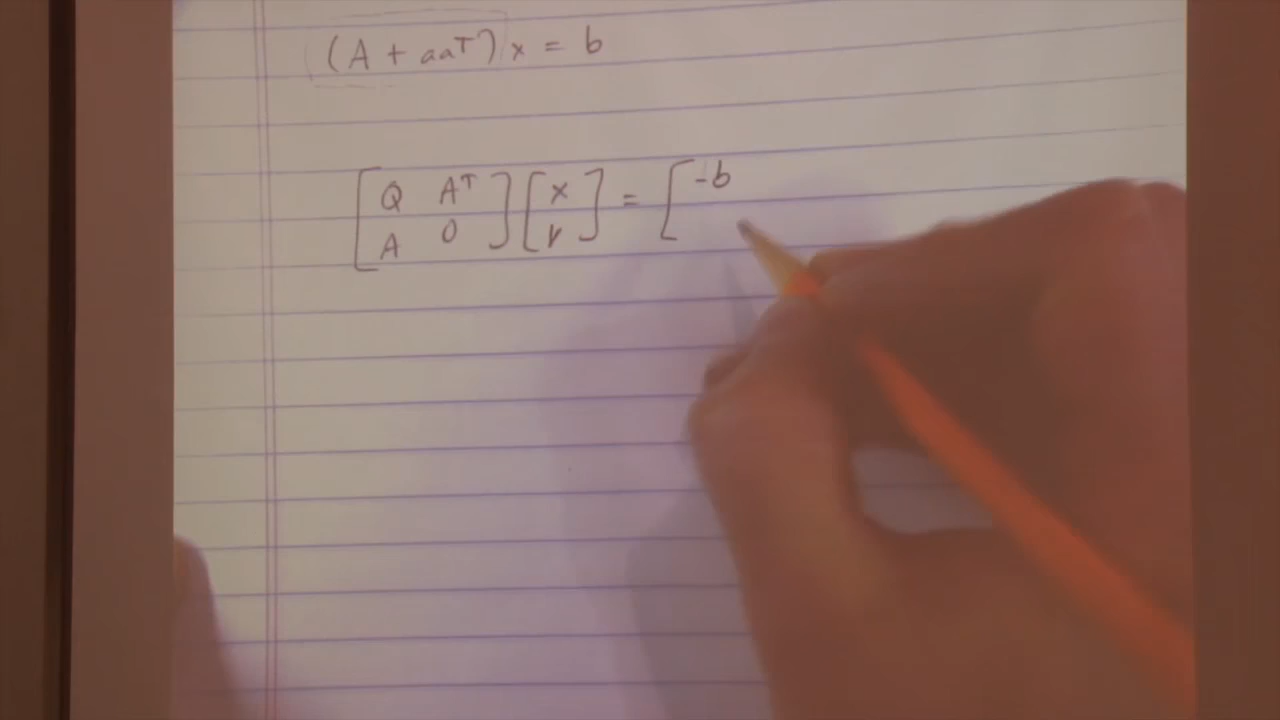 (A + aaᵀ) x = b
[Q Aᵀ] [x] = [-b
[A 0] [ν]